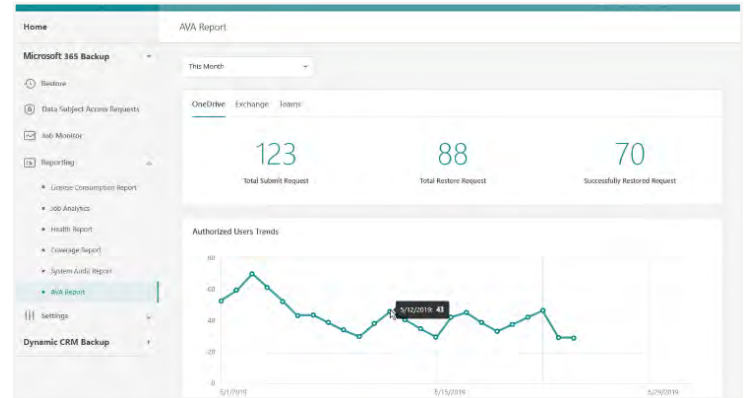 Home
AVA Report
Microsoft 365 Backup
This Month
Restore
Data Subject Access Requests
OneDrive Exchange Teams
Job Monitor
123 88 70
Reporting
Total Submit Request Total Restore Request Successfully Restored Request
License Consumption Report
Job Analytics
Health Report
Authorized Users Trends
Coverage Report
80
System Audit Report
60
AVA Report
5/12/2019: 43
Settings
40
Dynamic CRM Backup
20
0
5/1/2019 5/15/2019 5/29/2019